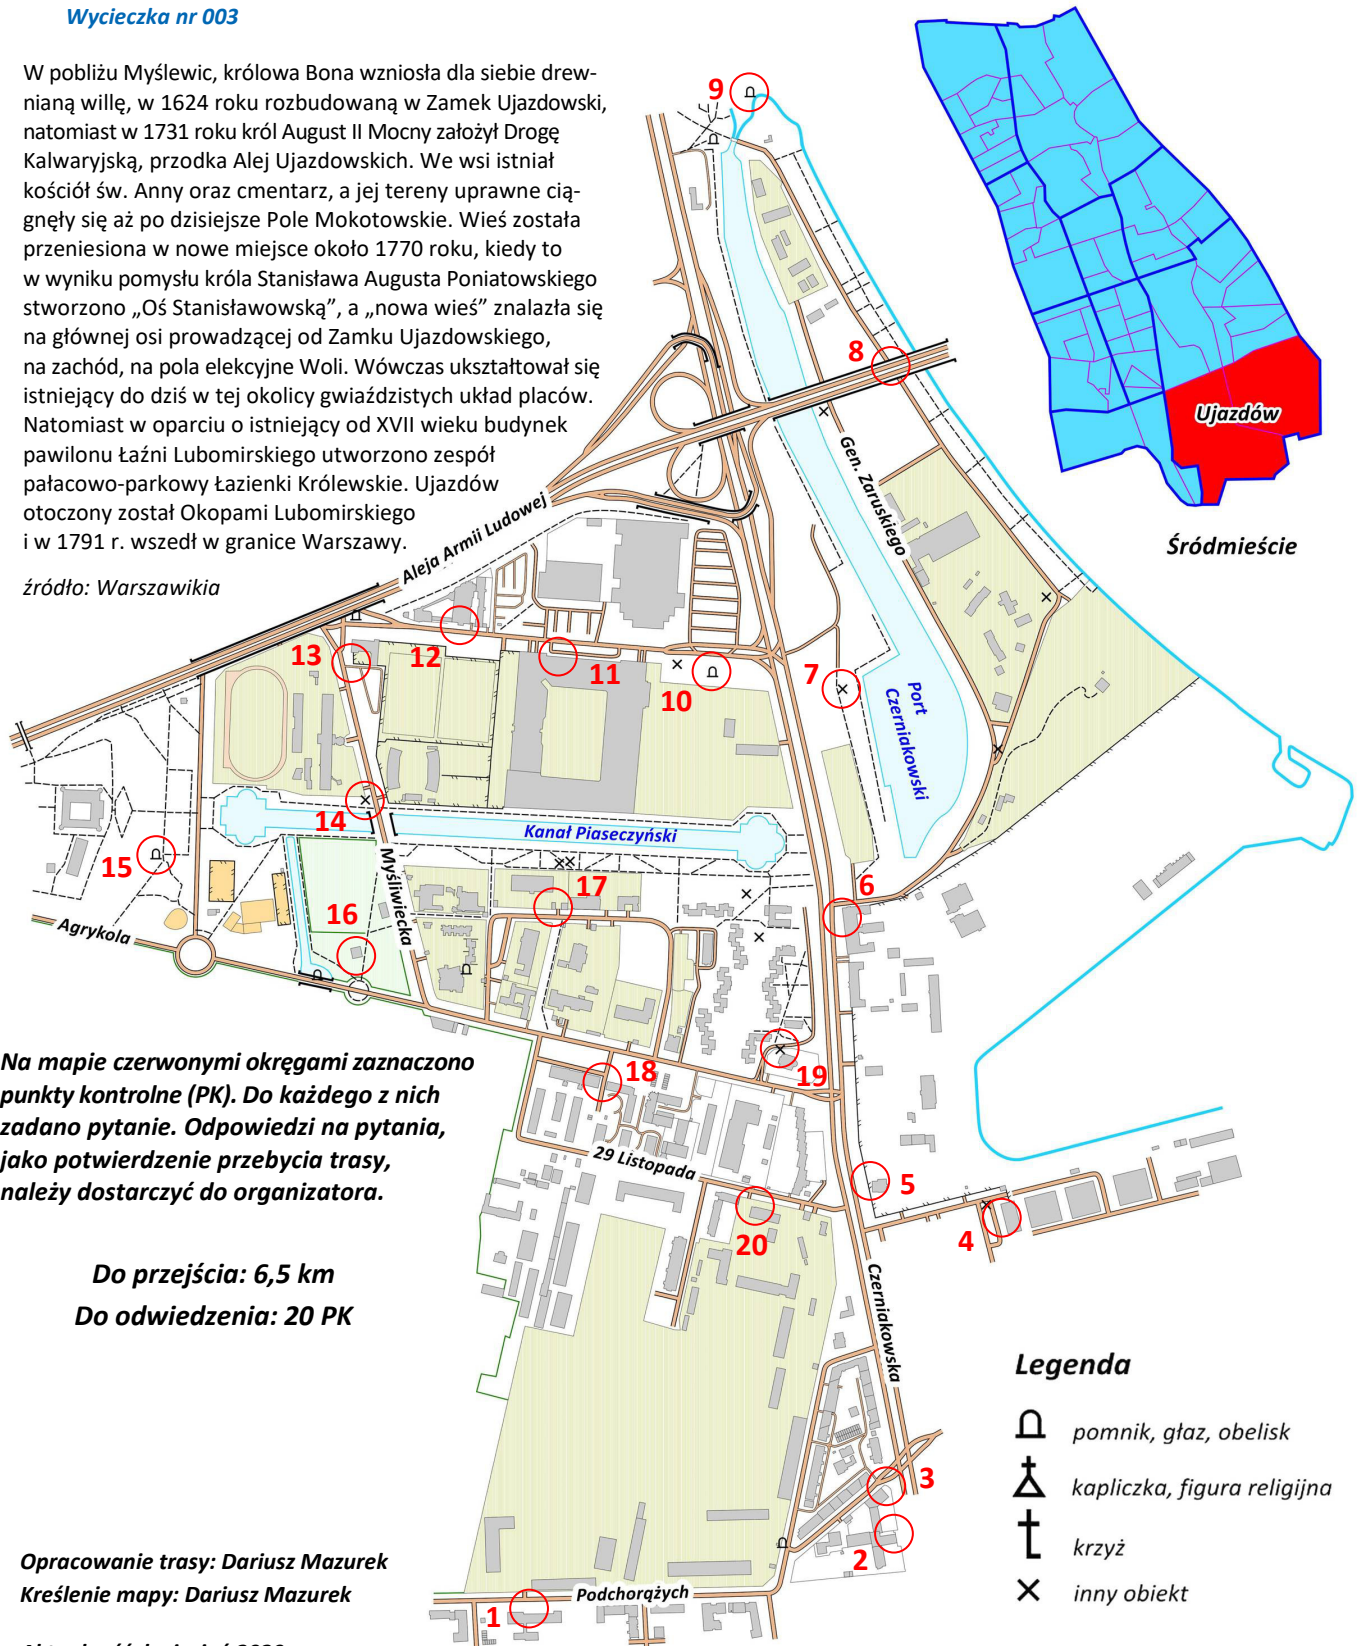 Wycieczka nr 003
W pobliżu Myślewic, królowa Bona wzniosła dla siebie drew-
nianą willę, w 1624 roku rozbudowaną w Zamek Ujazdowski,
natomiast w 1731 roku król August II Mocny założył Drogę
Kalwaryjską, przodka Alej Ujazdowskich. We wsi istniał
kościół św. Anny oraz cmentarz, a jej tereny uprawne cią-
gnęły się aż po dzisiejsze Pole Mokotowskie. Wieś została
przeniesiona w nowe miejsce około 1770 roku, kiedy to
w wyniku pomysłu króla Stanisława Augusta Poniatowskiego
stworzono „Oś Stanisławowską”, a „nowa wieś” znalazła się
na głównej osi prowadzącej od Zamku Ujazdowskiego,
na zachód, na pola elekcyjne Woli. Wówczas ukształtował się
istniejący do dziś w tej okolicy gwiaździstych układ placów.
Natomiast w oparciu o istniejący od XVII wieku budynek
pawilonu Łaźni Lubomirskiego utworzono zespół
pałacowo-parkowy Łazienki Królewskie. Ujazdów
otoczony został Okopami Lubomirskiego
i w 1791 r. wszedł w granice Warszawy.
źródło: Warszawikia
Ujazdów
Śródmieście
9
8
Gen. Zaruskiego
Aleja Armii Ludowej
13
12
11
10
7
Port
Czerniakowski
14
Kanał Piaseczyński
15
Myśliwiecka
17
6
16
Agrykola
18
19
29 Listopada
5
20
4
Czerniakowska
3
2
Podchorążych
1
Na mapie czerwonymi okręgami zaznaczono
punkty kontrolne (PK). Do każdego z nich
zadano pytanie. Odpowiedzi na pytania,
jako potwierdzenie przebycia trasy,
należy dostarczyć do organizatora.
Do przejścia: 6,5 km
Do odwiedzenia: 20 PK
Legenda
pomnik, głaz, obelisk
kapliczka, figura religijna
krzyż
inny obiekt
Opracowanie trasy: Dariusz Mazurek
Kreślenie mapy: Dariusz Mazurek